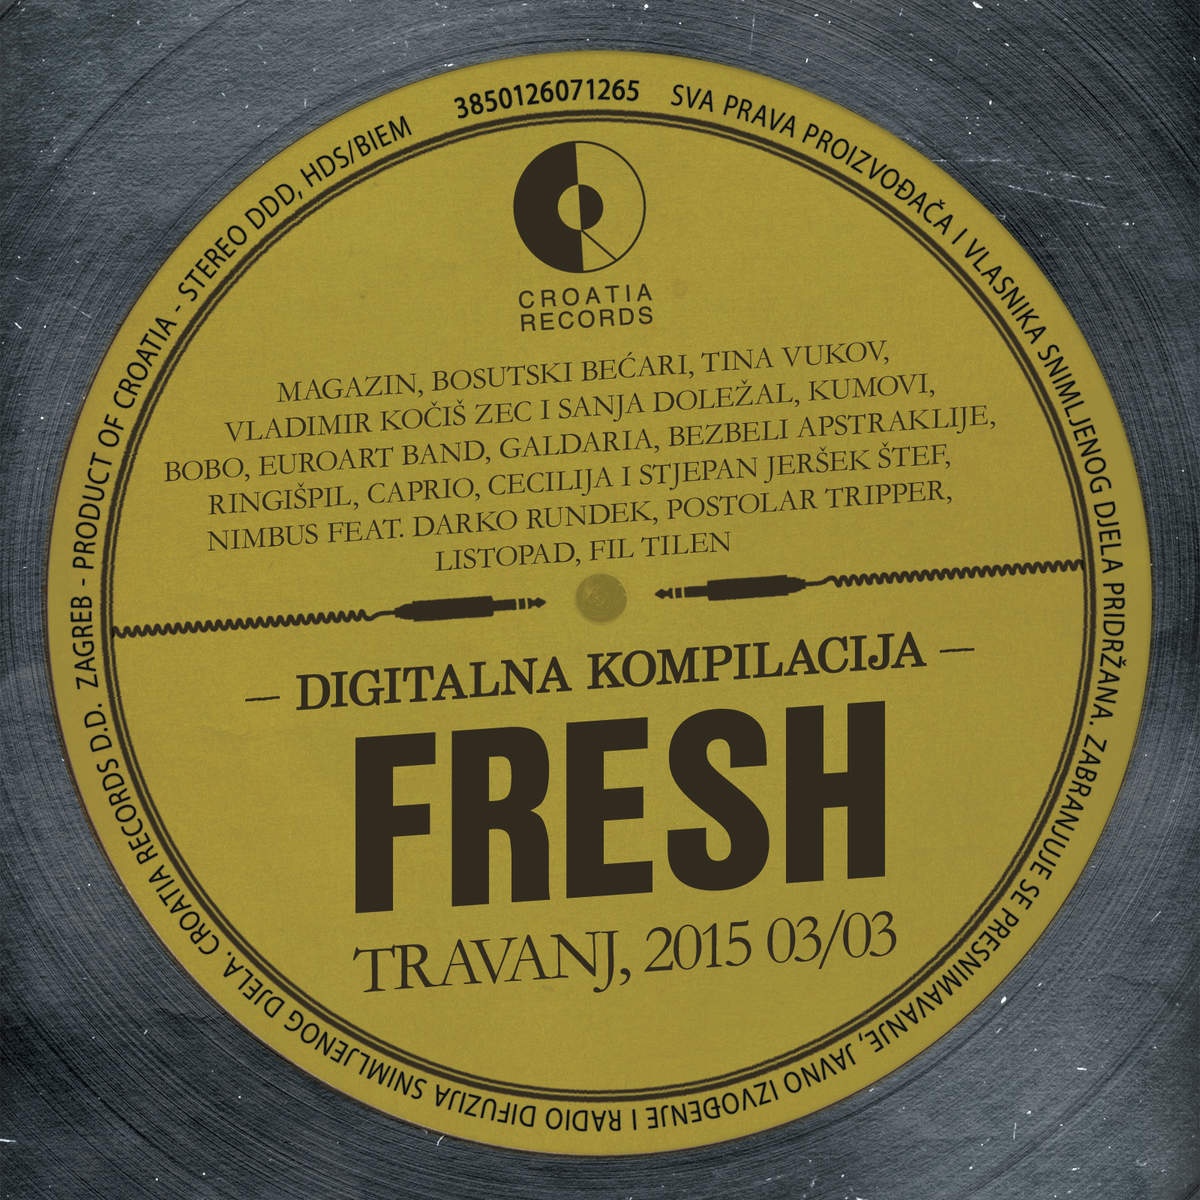 3850126071265
SVA PRAVA PROIZVOĐAČA I VLASNIKA SNIMLJENOG DJELA PRIDRŽANA. ZABRANJUJE SE PRESNIMAVANJE, JAVNO IZVOĐENJE I RADIO DIFUZIJA SNIMLJENOG DJELA. CROATIA RECORDS D.D. ZAGREB - PRODUCT OF CROATIA - STEREO DDD, HDS/BIEM
CROATIA
RECORDS
MAGAZIN, BOSUTSKI BEĆARI, TINA VUKOV,
VLADIMIR KOČIŠ ZEC I SANJA DOLEŽAL, KUMOVI,
BOBO, EUROART BAND, GALDARIA, BEZBELI APSTRAKLIJE,
RINGIŠPIL, CAPRIO, CECILIJA I STJEPAN JERŠEK ŠTEF,
NIMBUS FEAT. DARKO RUNDEK, POSTOLAR TRIPPER,
LISTOPAD, FIL TILEN
— DIGITALNA KOMPILACIJA —
FRESH
TRAVANJ, 2015 03/03